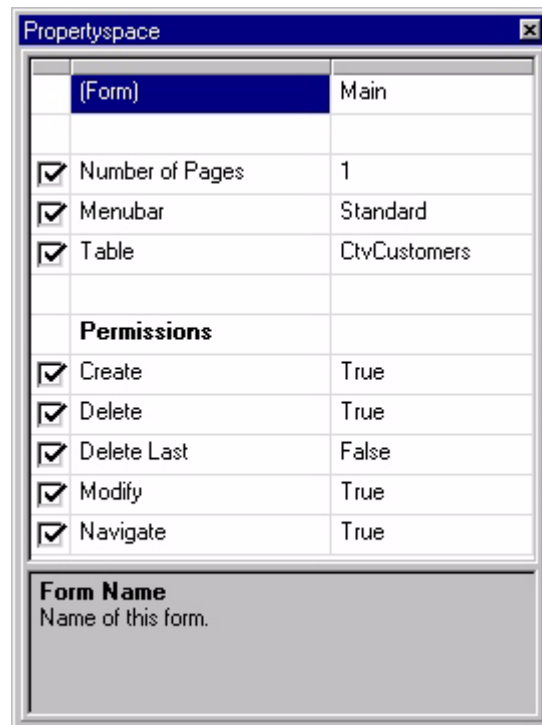 Propertyspace
(Form) Main
Number of Pages 1
Menubar Standard
Table CtvCustomers
Permissions
Create True
Delete True
Delete Last False
Modify True
Navigate True
Form Name
Name of this form.